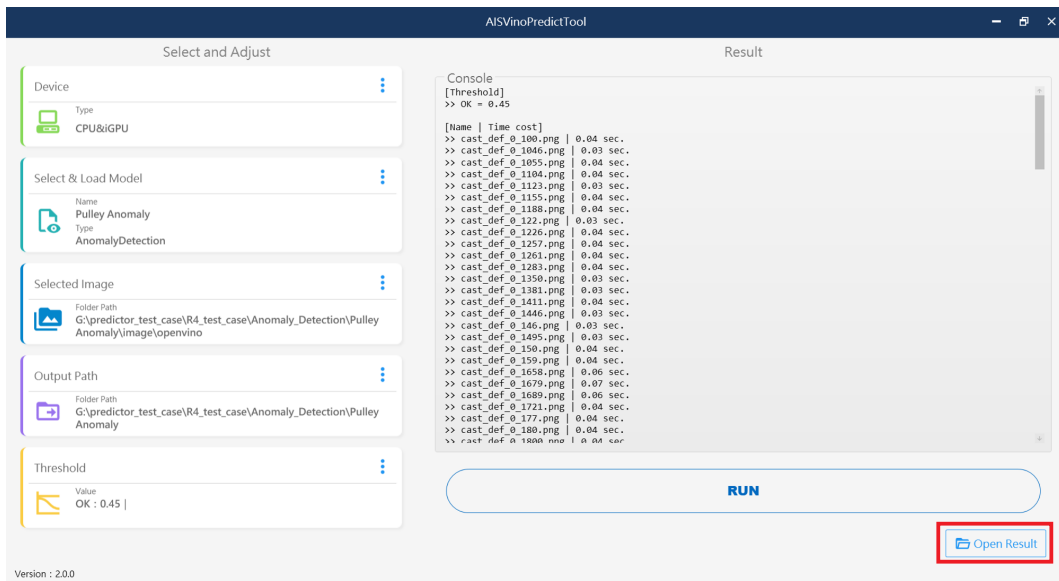 AISVinoPredictTool
Select and Adjust
Device
Type
CPU&iGPU
Select & Load Model
Name
Pulley Anomaly
Type
AnomalyDetection
Selected Image
Folder Path
G:\predictor_test_case\R4_test_case\Anomaly_Detection\Pulley
Anomaly\image\openvino
Output Path
Folder Path
G:\predictor_test_case\R4_test_case\Anomaly_Detection\Pulley
Anomaly
Threshold
Value
OK : 0.45 |
Version : 2.0.0
Result
Console
[Threshold]
>> OK = 0.45
[Name | Time cost]
>> cast_def_0_100.png | 0.04 sec.
>> cast_def_0_1046.png | 0.03 sec.
>> cast_def_0_1055.png | 0.04 sec.
>> cast_def_0_1104.png | 0.04 sec.
>> cast_def_0_1123.png | 0.03 sec.
>> cast_def_0_1155.png | 0.04 sec.
>> cast_def_0_1188.png | 0.04 sec.
>> cast_def_0_122.png | 0.03 sec.
>> cast_def_0_1226.png | 0.04 sec.
>> cast_def_0_1257.png | 0.04 sec.
>> cast_def_0_1261.png | 0.04 sec.
>> cast_def_0_1283.png | 0.04 sec.
>> cast_def_0_1350.png | 0.03 sec.
>> cast_def_0_1381.png | 0.03 sec.
>> cast_def_0_1411.png | 0.04 sec.
>> cast_def_0_1446.png | 0.03 sec.
>> cast_def_0_146.png | 0.03 sec.
>> cast_def_0_1495.png | 0.03 sec.
>> cast_def_0_150.png | 0.04 sec.
>> cast_def_0_159.png | 0.04 sec.
>> cast_def_0_1658.png | 0.06 sec.
>> cast_def_0_1679.png | 0.07 sec.
>> cast_def_0_1689.png | 0.06 sec.
>> cast_def_0_1721.png | 0.04 sec.
>> cast_def_0_177.png | 0.04 sec.
>> cast_def_0_180.png | 0.04 sec.
>> cast_def_0_1800.png | 0.04 sec
RUN
Open Result